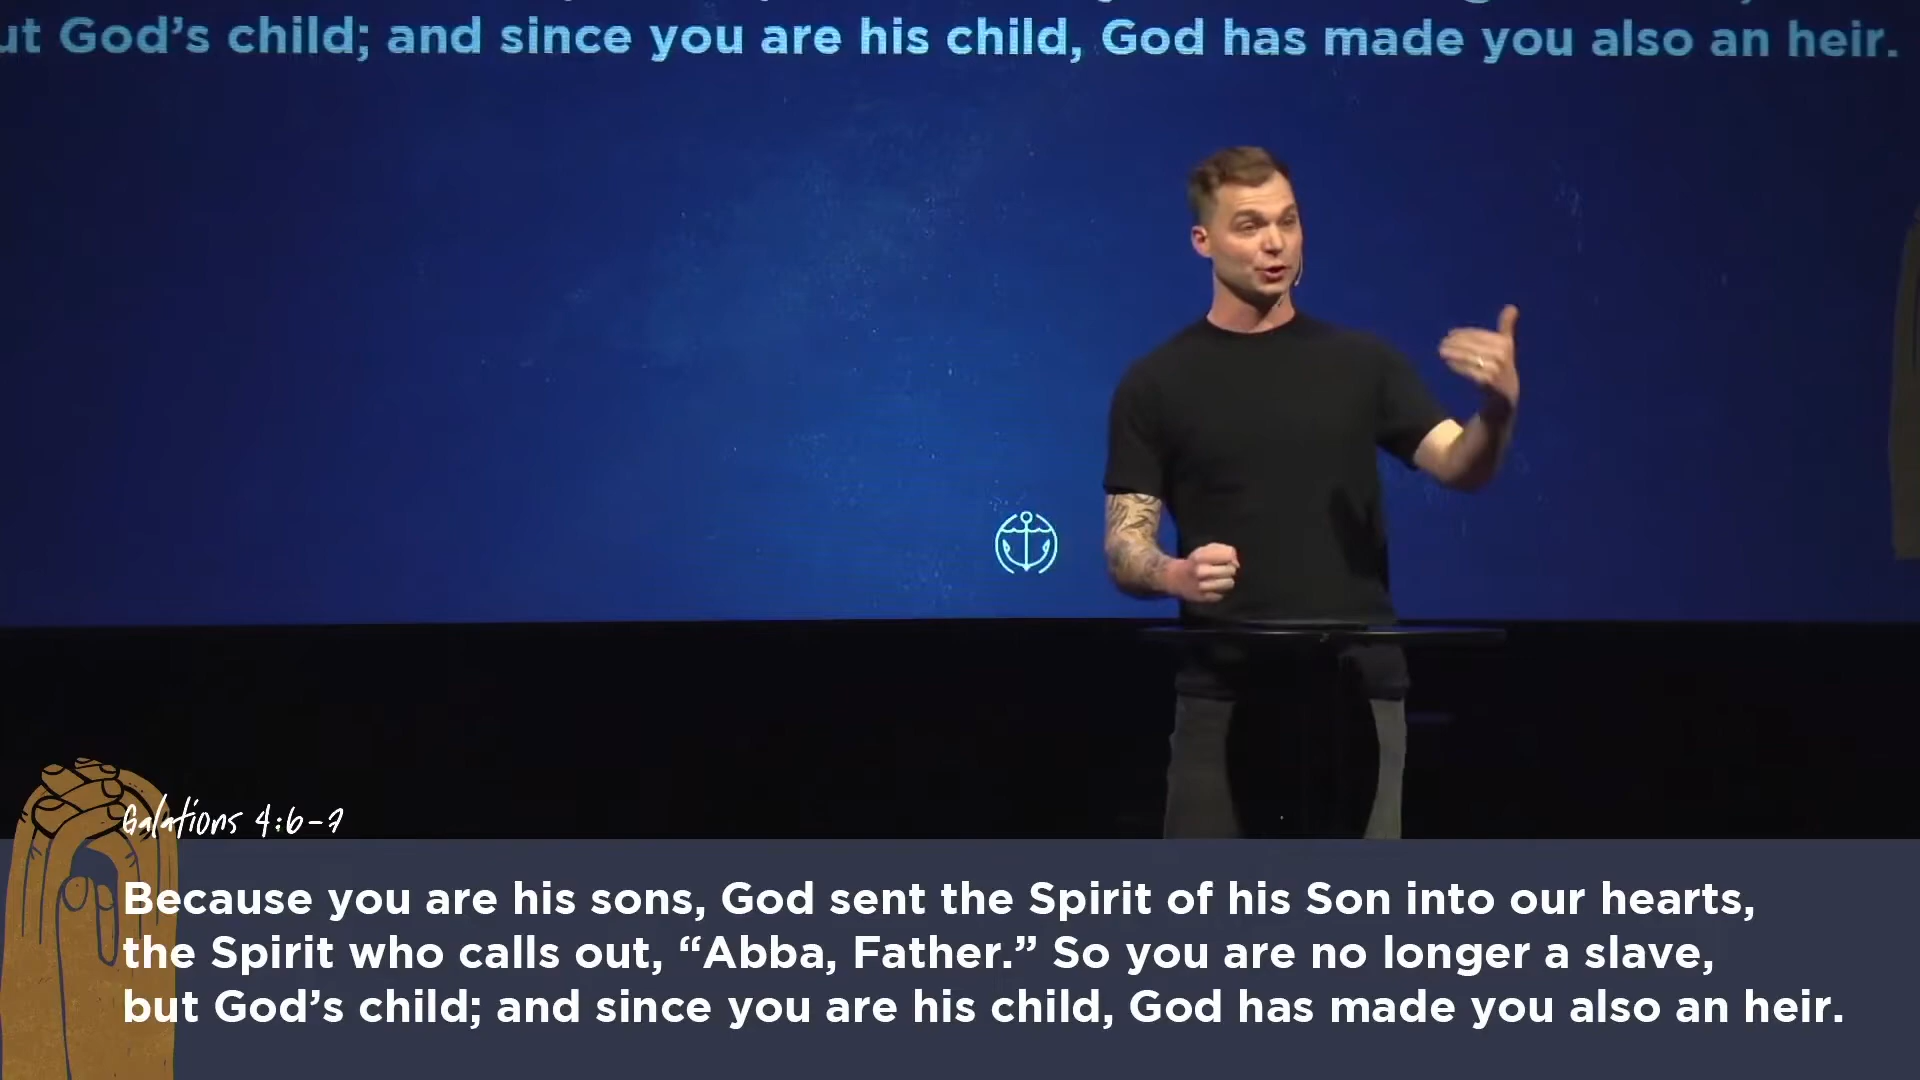 but God's child; and since you are his child, God has made you also an heir.
Galations 4:6-7
Because you are his sons, God sent the Spirit of his Son into our hearts,
the Spirit who calls out, “Abba, Father.” So you are no longer a slave,
but God’s child; and since you are his child, God has made you also an heir.